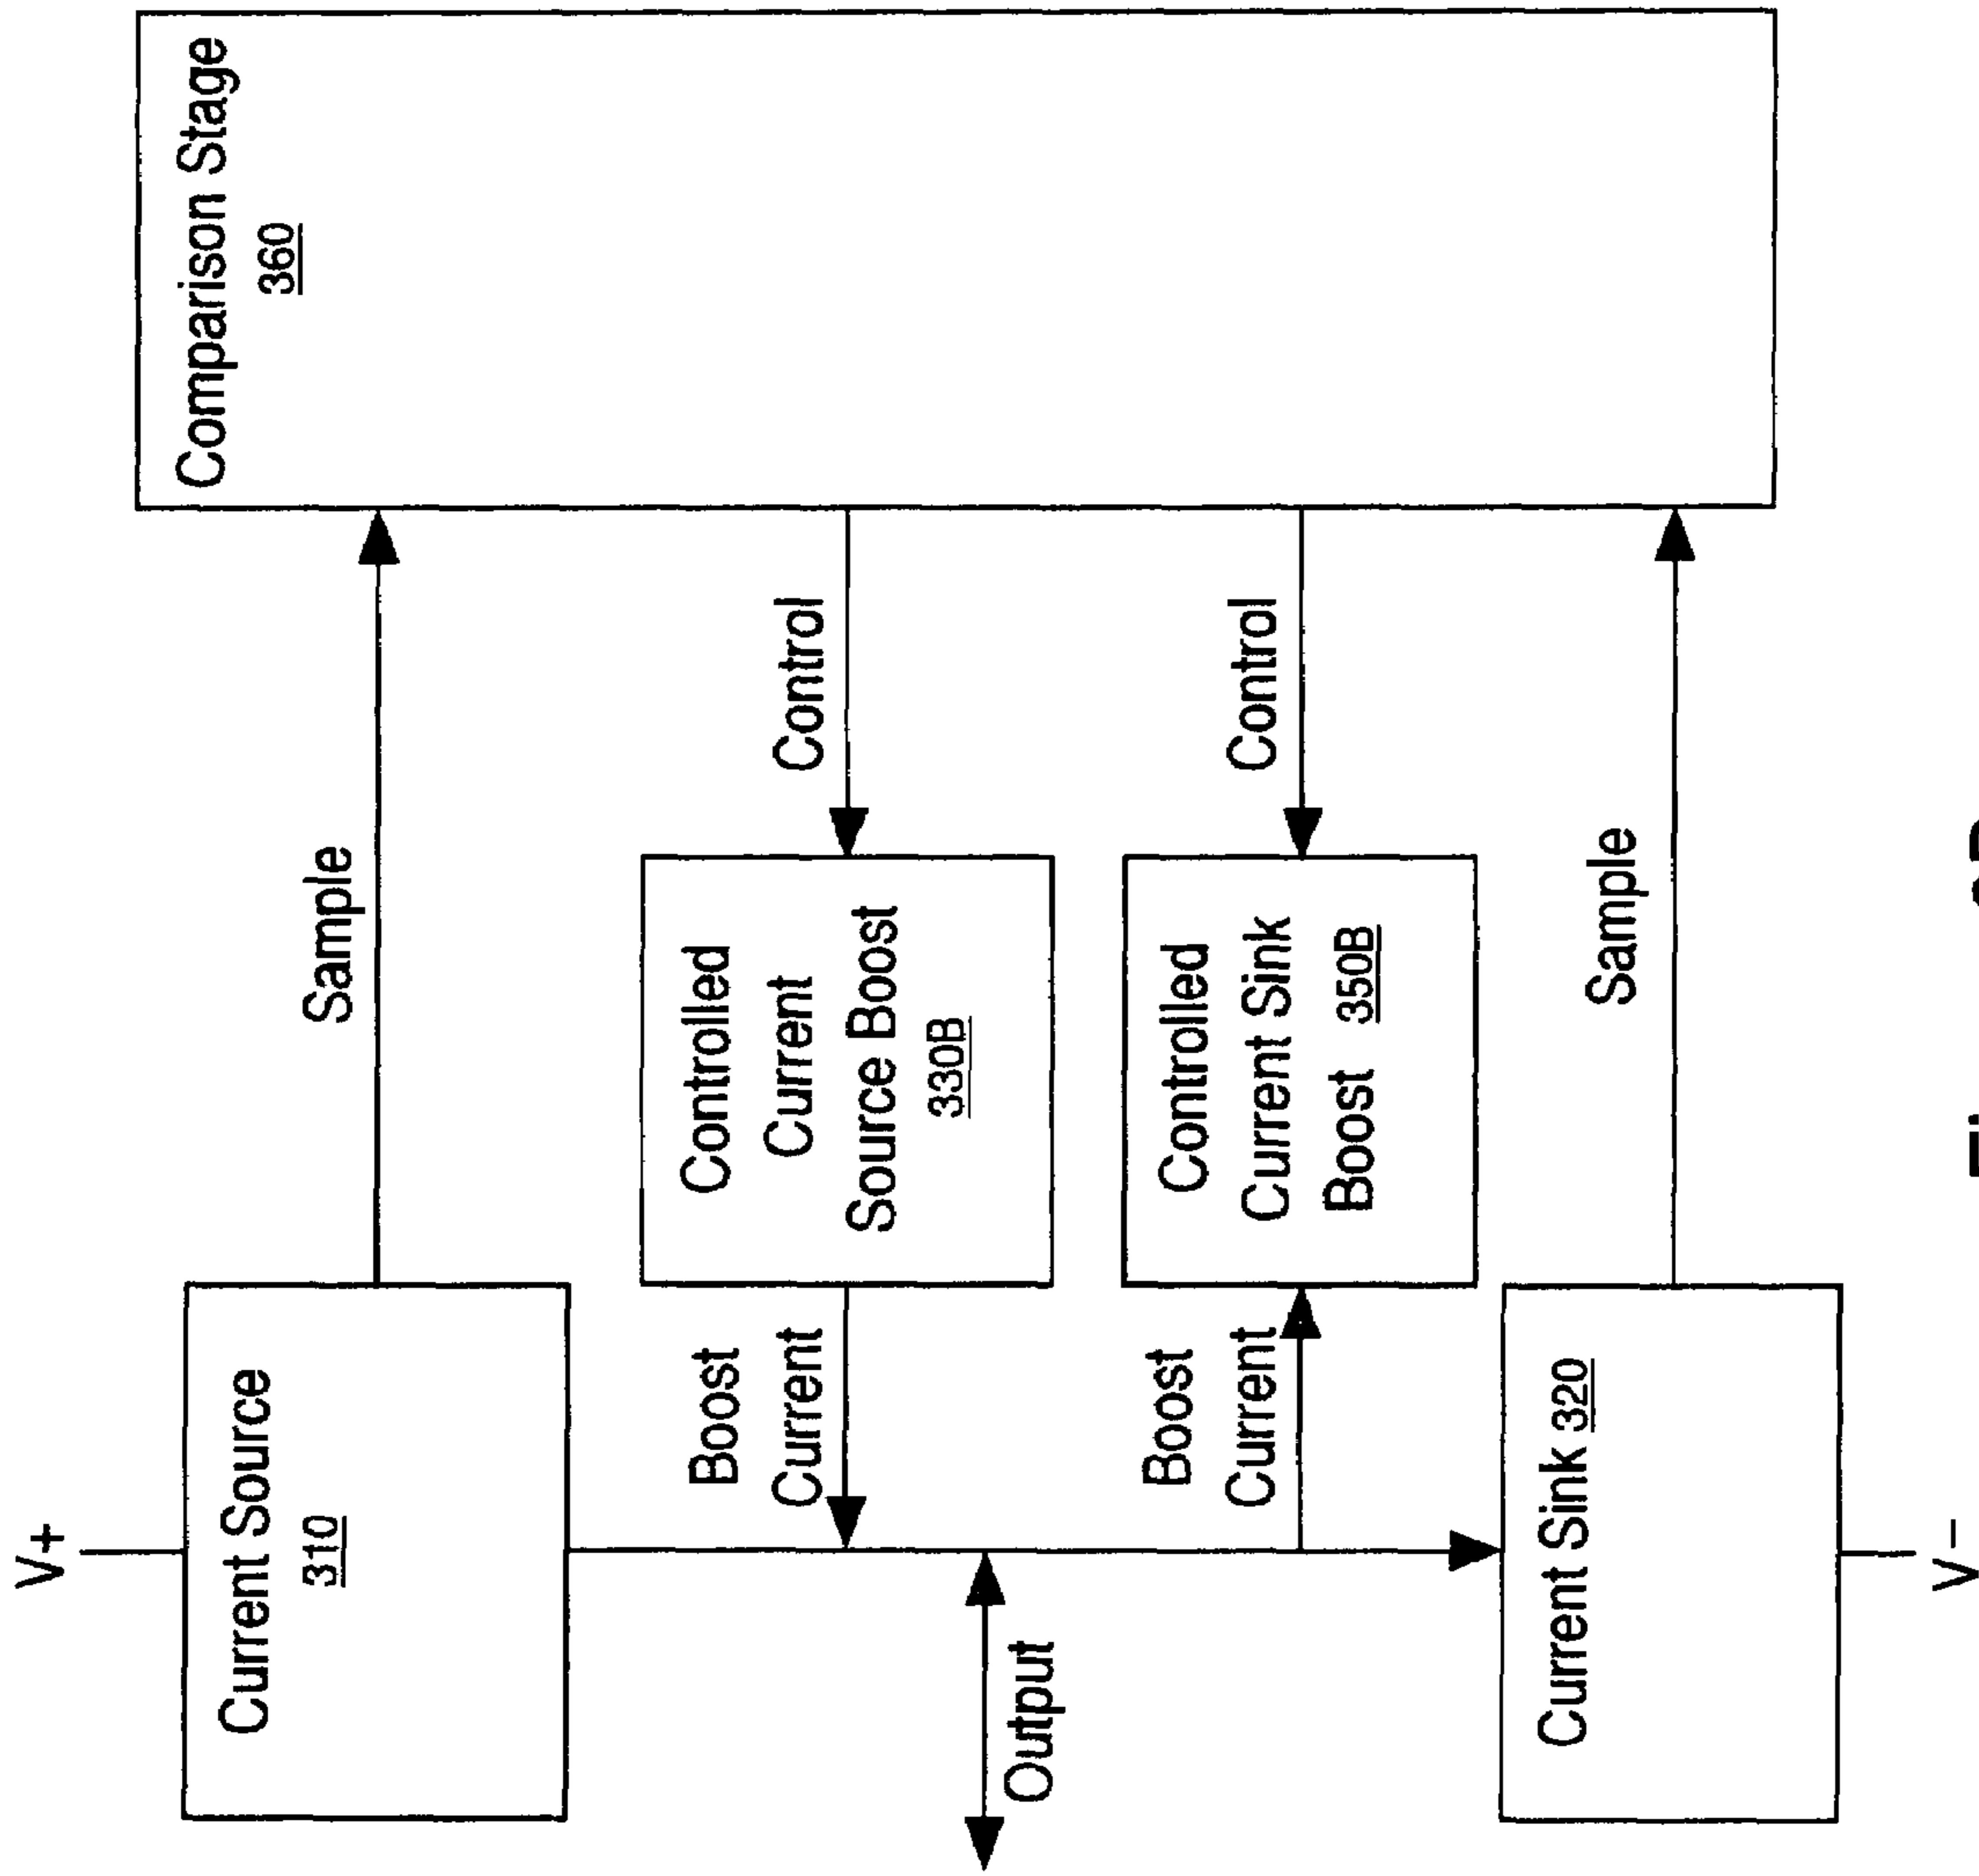 V+
Current Source
310
Sample
Comparison Stage
360
Boost
Current
Controlled
Current
Source Boost
330B
Control
Output
Boost
Current
Controlled
Current Sink
Boost 350B
Control
Current Sink 320
Sample
V−